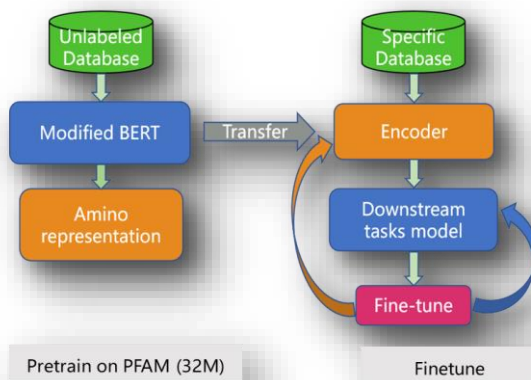 Unlabeled
Database
Modified BERT
Amino
representation
Pretrain on PFAM (32M)
Transfer
Specific
Database
Encoder
Downstream
tasks model
Fine-tune
Finetune